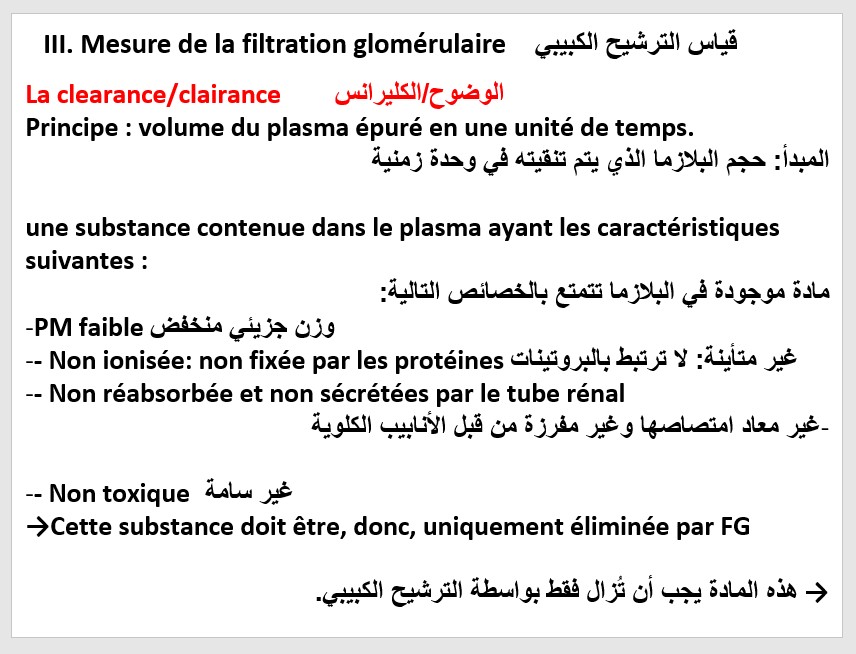 III. Mesure de la filtration glomérulaire قياس الترشيح الكبيبي
La clearance/clairance الوضوح/الكليرانس
Principe : volume du plasma épuré en une unité de temps.
المبدأ: حجم البلازما الذي يتم تنقيته في وحدة زمنية
une substance contenue dans le plasma ayant les caractéristiques
suivantes :
مادة موجودة في البلازما تتمتع بالخصائص التالية:
-PM faible وزن جزيئي منخفض
-- Non ionisée: non fixée par les protéines غير متأينة: لا ترتبط بالبروتينات
-- Non réabsorbée et non sécrétées par le tube rénal
-غير معاد امتصاصها وغير مفرزة من قبل الأنابيب الكلوية
-- Non toxique غير سامة
→Cette substance doit être, donc, uniquement éliminée par FG
→ هذه المادة يجب أن تُزال فقط بواسطة الترشيح الكبيبي.